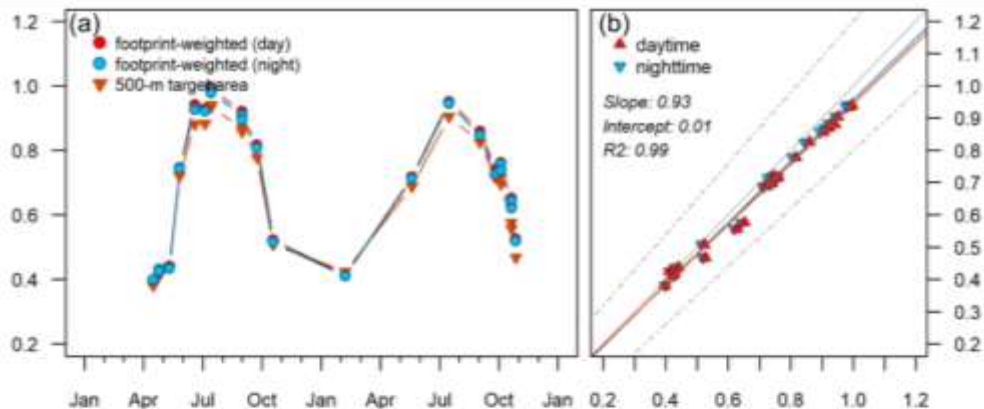 (a)
footprint-weighted (day)
footprint-weighted (night)
500-m targetarea
1.2
1.0
0.8
0.6
0.4
0.2
Jan Apr Jul Oct Jan Apr Jul Oct Jan
(b)
daytime
nighttime
Slope: 0.93
Intercept: 0.01
R2: 0.99
1.2
1.2
1.1
1.0
0.9
0.8
0.7
0.6
0.5
0.4
0.3
0.2
0.2 0.4 0.6 0.8 1.0 1.2